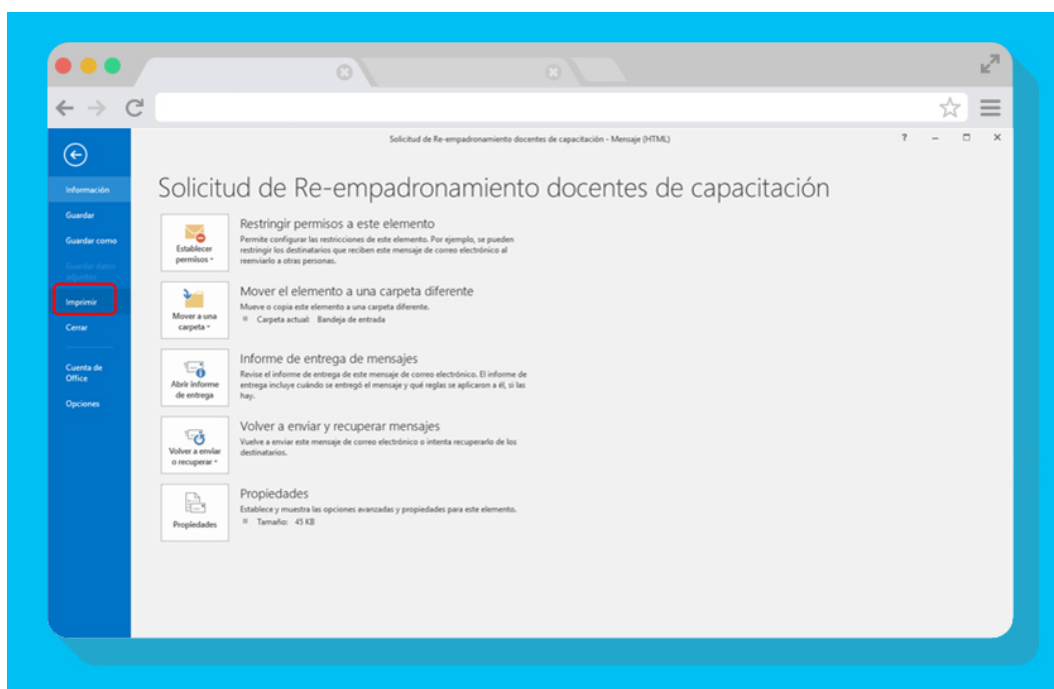 Solicitud de Re-empadronamiento docentes de capacitación - Mensaje (HTML)
Solicitud de Re-empadronamiento docentes de capacitación
Información
Guardar
Guardar como
Guardar datos
adjuntos
Imprimir
Cerrar
Cuenta de
Office
Opciones
Establecer
permisos
Restringir permisos a este elemento
Permite configurar las restricciones de este elemento. Por ejemplo, se pueden
restringir los destinatarios que reciben este mensaje de correo electrónico al
reenviarlo a otras personas.
Mover a una
carpeta
Mover el elemento a una carpeta diferente
Mueve o copia este elemento a una carpeta diferente.
Carpeta actual: Bandeja de entrada
Abrir informe
de entrega
Informe de entrega de mensajes
Revise el informe de entrega de este mensaje de correo electrónico. El informe de
entrega incluye cuándo se entregó el mensaje y qué reglas se aplicaron a él, si las
hay.
Volver a enviar
o recuperar
Volver a enviar y recuperar mensajes
Vuelve a enviar este mensaje de correo electrónico o intenta recuperarlo de los
destinatarios.
Propiedades
Propiedades
Establece y muestra las opciones avanzadas y propiedades para este elemento.
Tamaño: 45 KB